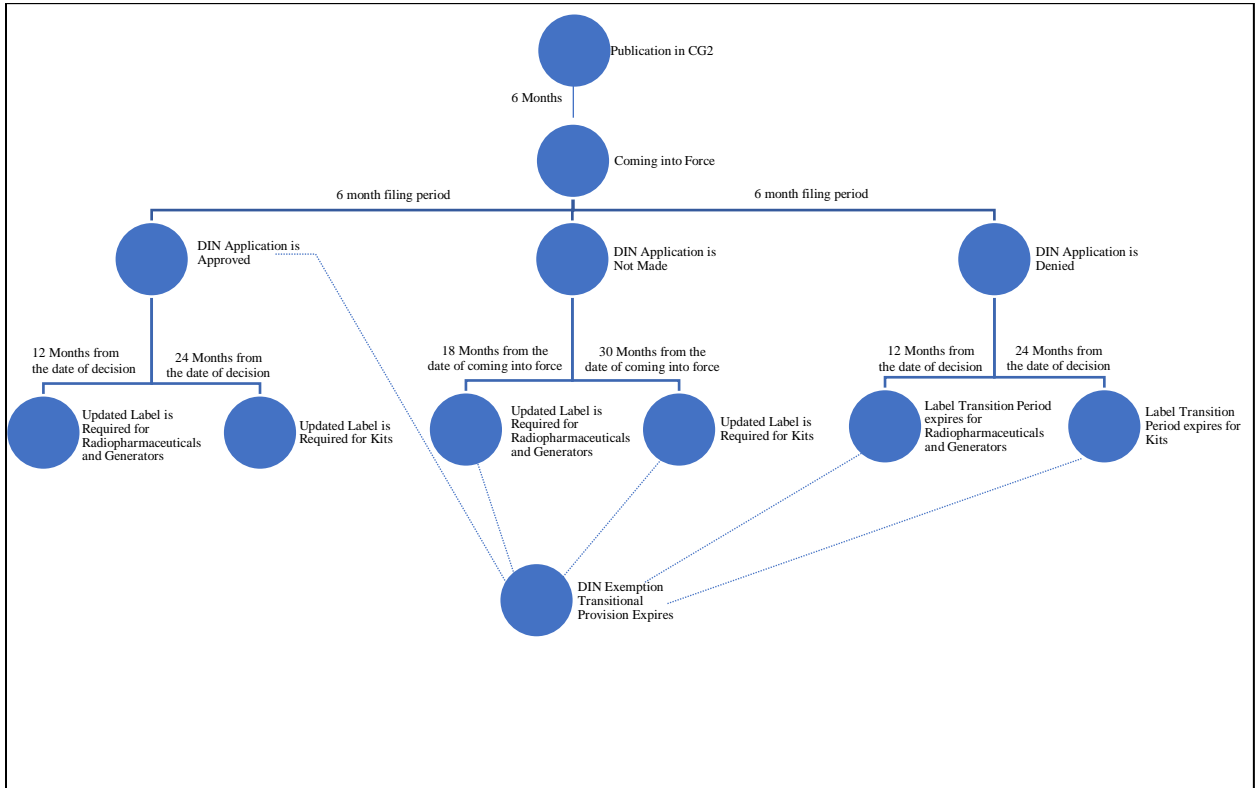 Publication in CG2
6 Months
Coming into Force
6 month filing period
6 month filing period
DIN Application is
Approved
DIN Application is
Not Made
DIN Application is
Denied
12 Months from
the date of decision
24 Months from
the date of decision
18 Months from the
date of coming into force
30 Months from the
date of coming into force
12 Months from
the date of decision
24 Months from
the date of decision
Updated Label is
Required for
Radiopharmaceuticals
and Generators
Updated Label is
Required for Kits
Updated Label is
Required for
Radiopharmaceuticals
and Generators
Updated Label is
Required for Kits
Label Transition Period
expires for
Radiopharmaceuticals
and Generators
Label Transition
Period expires for
Kits
DIN Exemption
Transitional
Provision Expires